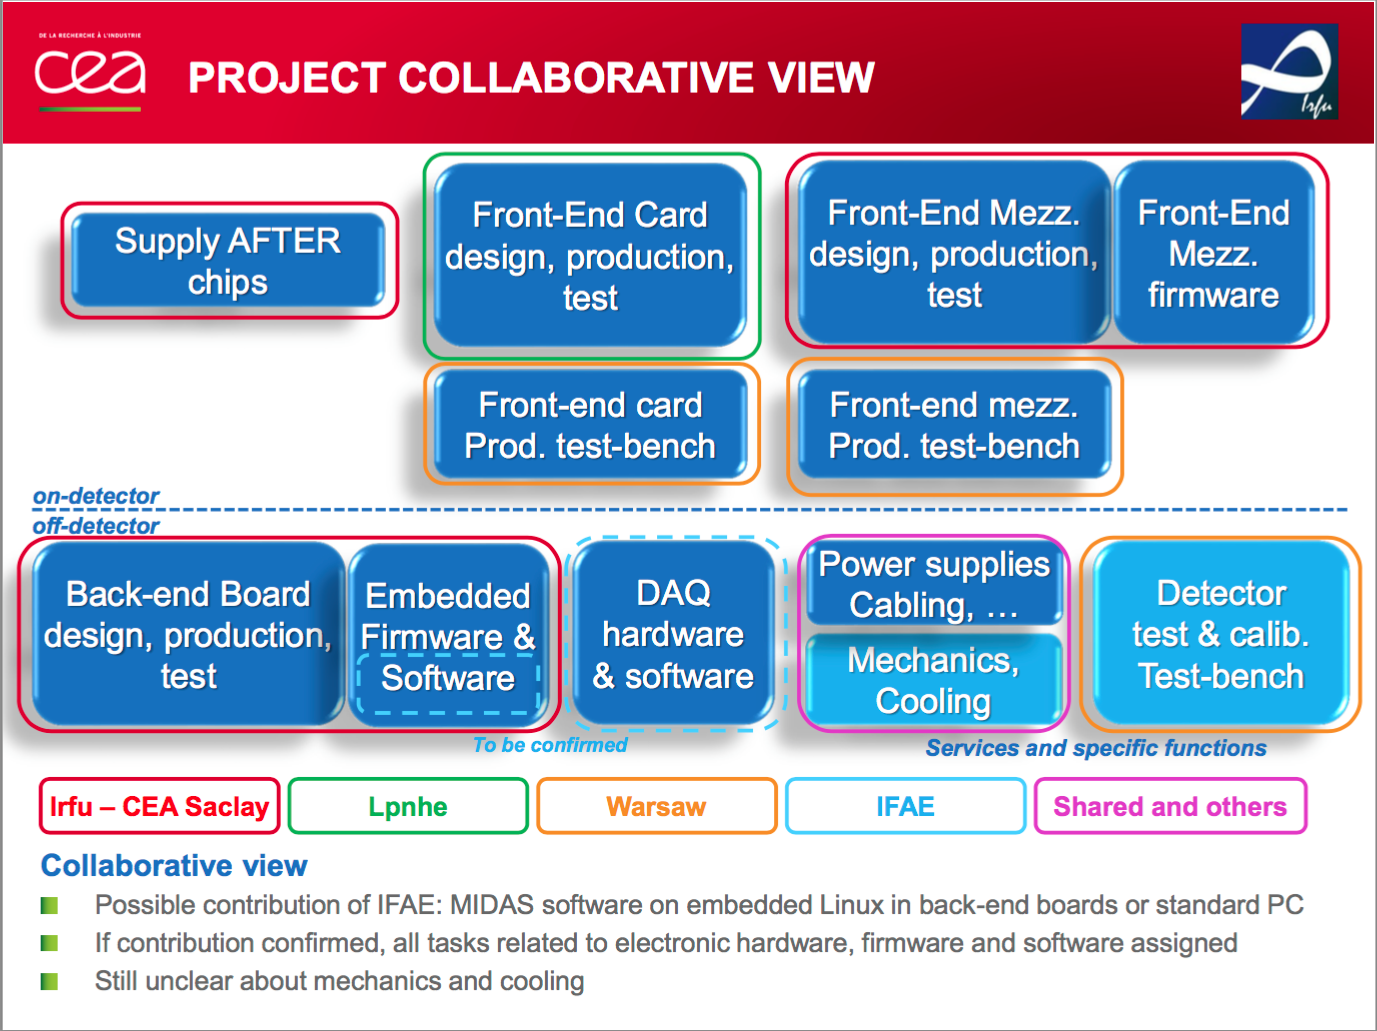 DE LA RECHERCHE À L'INDUSTRIE
cea
PROJECT COLLABORATIVE VIEW
Irfu
Supply AFTER
chips
Front-End Card
design, production,
test
Front-End Mezz.
design, production,
test
Front-End
Mezz.
firmware
Front-end card
Prod. test-bench
Front-end mezz.
Prod. test-bench
on-detector
off-detector
Back-end Board
design, production,
test
Embedded
Firmware &
Software
DAQ
hardware
& software
Power supplies
Cabling, …
Mechanics,
Cooling
Detector
test & calib.
Test-bench
To be confirmed
Services and specific functions
Irfu – CEA Saclay
Lpnhe
Warsaw
IFAE
Shared and others
Collaborative view
Possible contribution of IFAE: MIDAS software on embedded Linux in back-end boards or standard PC
If contribution confirmed, all tasks related to electronic hardware, firmware and software assigned
Still unclear about mechanics and cooling